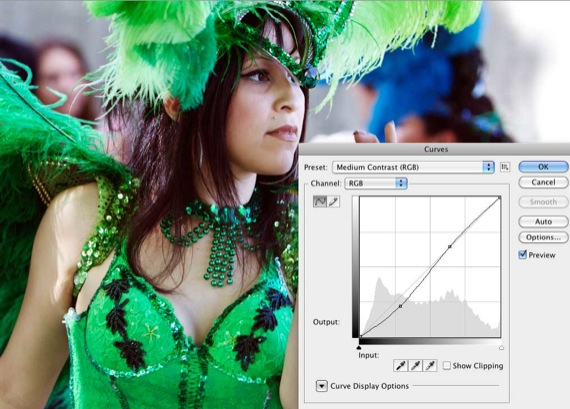 Curves
Preset: Medium Contrast (RGB)
Channel: RGB
OK
Cancel
Smooth
Auto
Options...
Preview
Output:
Input:
Show Clipping
Curve Display Options